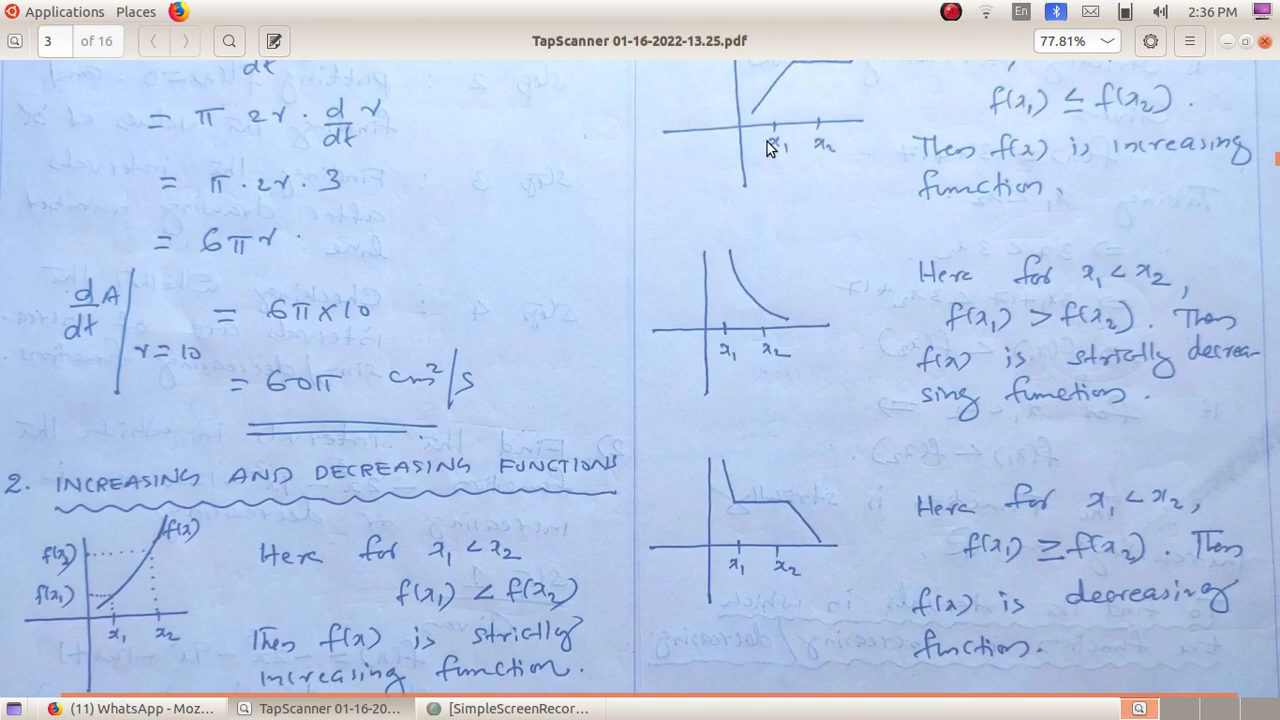 Applications Places En 2:36 PM
3 of 16 TapScanner 01-16-2022-13.25.pdf 77.81%
dt
= π 2r · d/dt r
= π · 2r · 3
= 6πr ·
d/dt A | r = 10 = 6π×10
= 60π cm²/s
2. INCREASING AND DECREASING FUNCTIONS
f(x)
f(x₂)
f(x₁)
x₁ x₂
Here for x₁ < x₂
f(x₁) < f(x₂)
Then f(x) is strictly
increasing function.
f(x₁) ≤ f(x₂).
x₁ x₂
Then f(x) is increasing
function.
Here for x₁ < x₂,
f(x₁) > f(x₂). Then
f(x) is strictly decrea-
sing function.
x₁ x₂
Here for x₁ < x₂,
f(x₁) ≥ f(x₂). Then
f(x) is decreasing
function.
x₁ x₂
(11) WhatsApp - Moz... TapScanner 01-16-20... [SimpleScreenRecor...